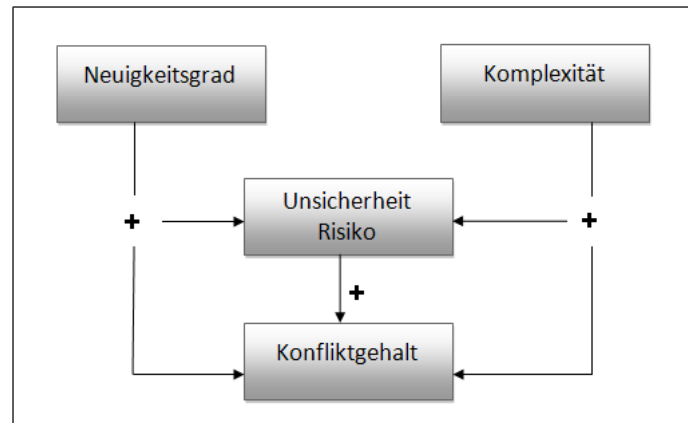 Neuigkeitsgrad
Komplexität
+
Unsicherheit
Risiko
+
+
Konfliktgehalt